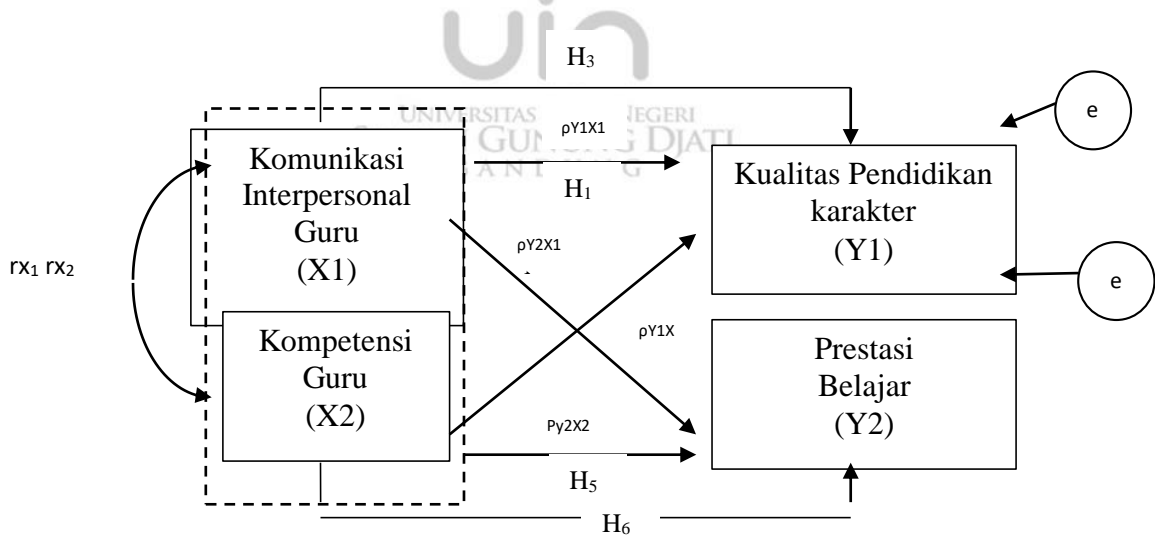 uin
H₃
UNIVERSITAS NEGERI
GUNUNG DJATI
e
ρY1X1
H₁
Komunikasi
Interpersonal
Guru
(X1)
Kualitas Pendidikan
karakter
(Y1)
rx₁ rx₂
ρY2X1
e
ρY1X
Kompetensi
Guru
(X2)
Prestasi
Belajar
(Y2)
Py2X2
H₅
H₆